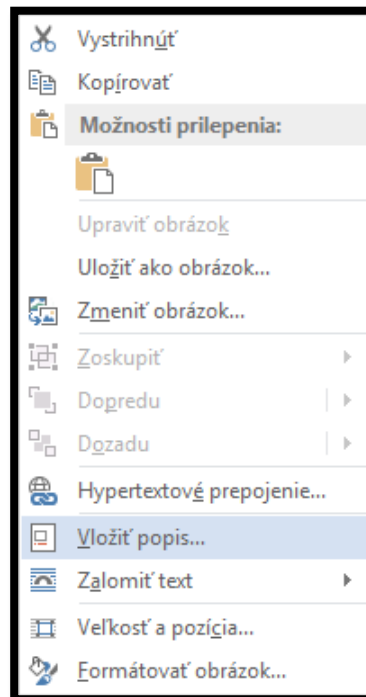 Vystrihnúť
Kopírovať
Možnosti prilepenia:
Upraviť obrázok
Uložiť ako obrázok...
Zmeniť obrázok...
Zoskupiť
Dopredu
Dozadu
Hypertextové prepojenie...
Vložiť popis...
Zalomiť text
Veľkosť a pozícia...
Formátovať obrázok...